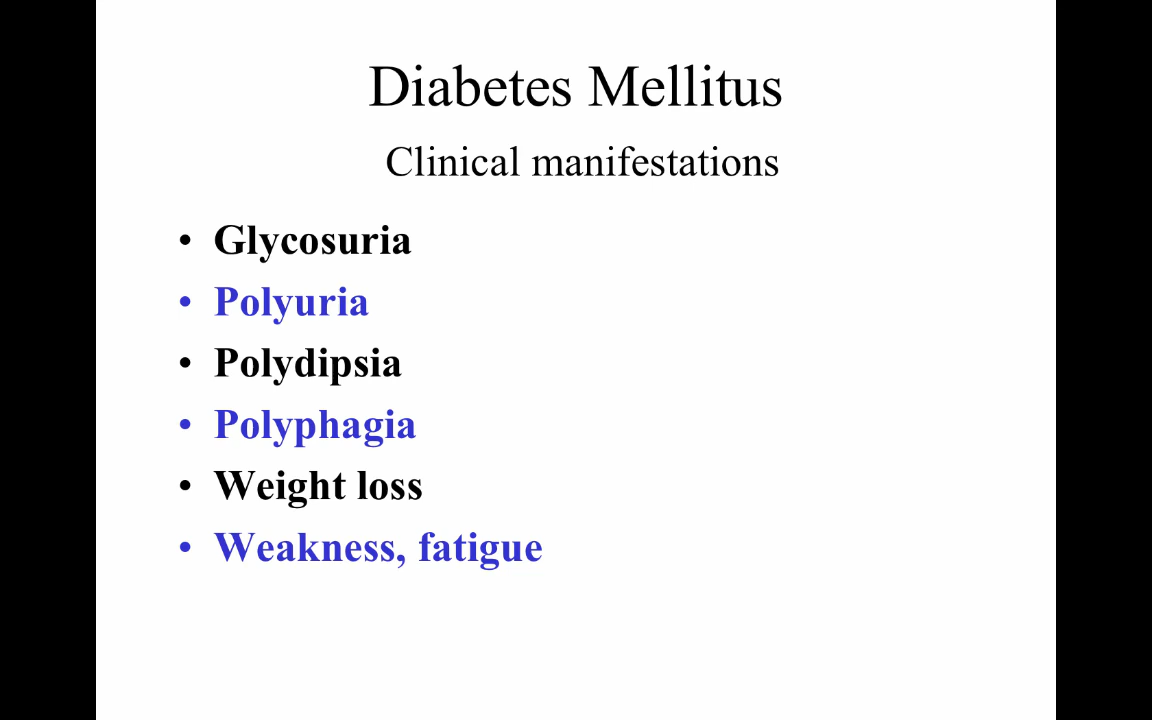 Diabetes Mellitus
Clinical manifestations
• Glycosuria
• Polyuria
• Polydipsia
• Polyphagia
• Weight loss
• Weakness, fatigue